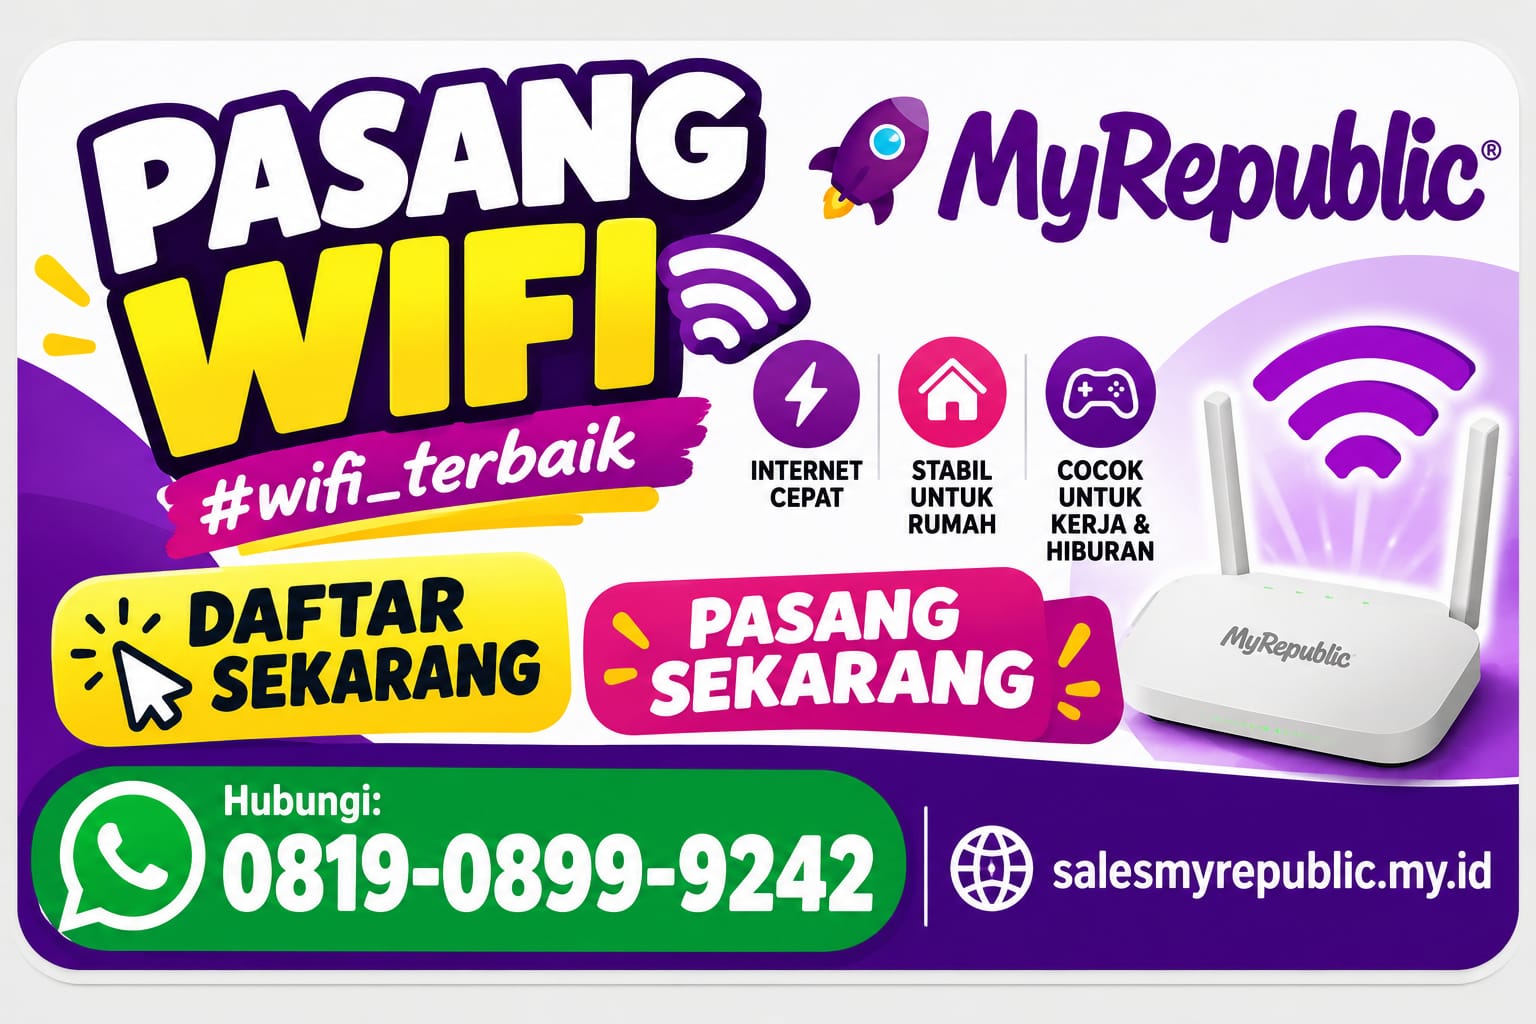 PASANG
WIFI
#wifi_terbaik
MyRepublic®
INTERNET
CEPAT
STABIL
UNTUK
RUMAH
COCOK
UNTUK
KERJA &
HIBURAN
MyRepublic
DAFTAR
SEKARANG
PASANG
SEKARANG
Hubungi:
0819-0899-9242
salesmyrepublic.my.id